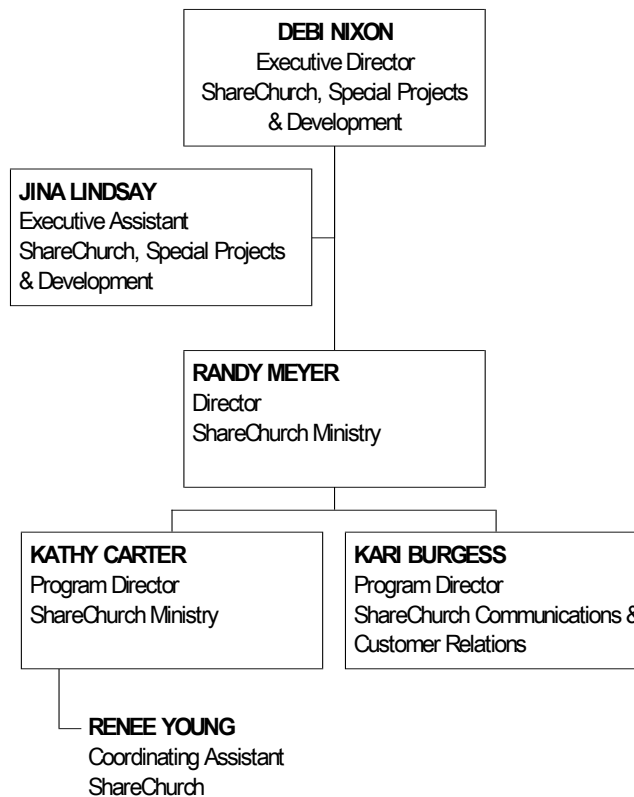 DEBI NIXON
Executive Director
ShareChurch, Special Projects
& Development
JINA LINDSAY
Executive Assistant
ShareChurch, Special Projects
& Development
RANDY MEYER
Director
ShareChurch Ministry
KATHY CARTER
Program Director
ShareChurch Ministry
KARI BURGESS
Program Director
ShareChurch Communications &
Customer Relations
RENEE YOUNG
Coordinating Assistant
ShareChurch